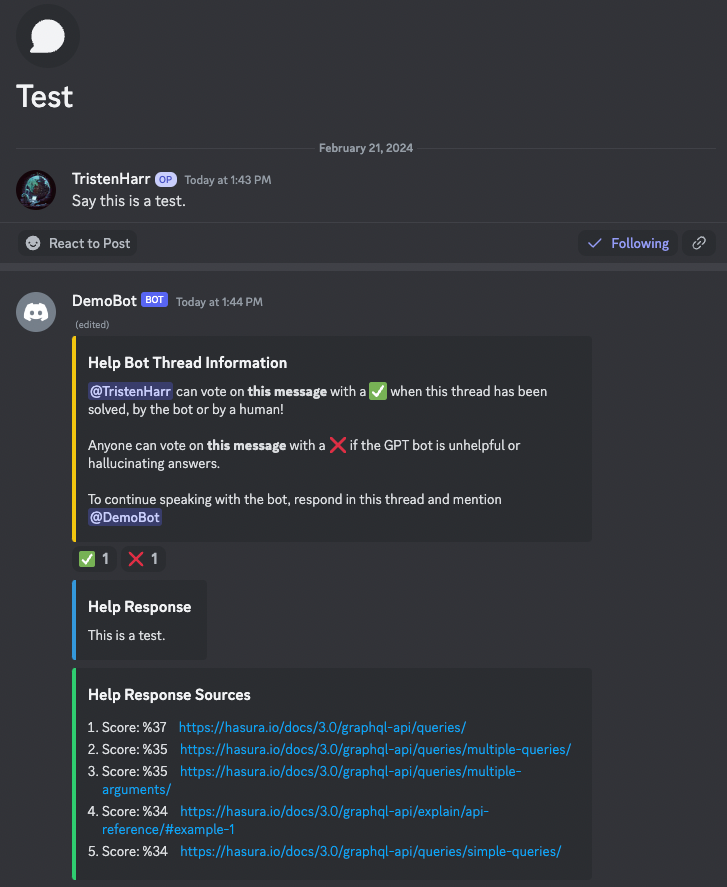 Test
February 21, 2024
TristenHarr OP Today at 1:43 PM
Say this is a test.
React to Post
Following
DemoBot BOT Today at 1:44 PM
(edited)
Help Bot Thread Information
@TristenHarr can vote on this message with a ✅ when this thread has been
solved, by the bot or by a human!
Anyone can vote on this message with a ❌ if the GPT bot is unhelpful or
hallucinating answers.
To continue speaking with the bot, respond in this thread and mention
@DemoBot
✅ 1 ❌ 1
Help Response
This is a test.
Help Response Sources
1. Score: %37 https://hasura.io/docs/3.0/graphql-api/queries/
2. Score: %35 https://hasura.io/docs/3.0/graphql-api/queries/multiple-queries/
3. Score: %35 https://hasura.io/docs/3.0/graphql-api/queries/multiple-
arguments/
4. Score: %34 https://hasura.io/docs/3.0/graphql-api/explain/api-
reference/#example-1
5. Score: %34 https://hasura.io/docs/3.0/graphql-api/queries/simple-queries/